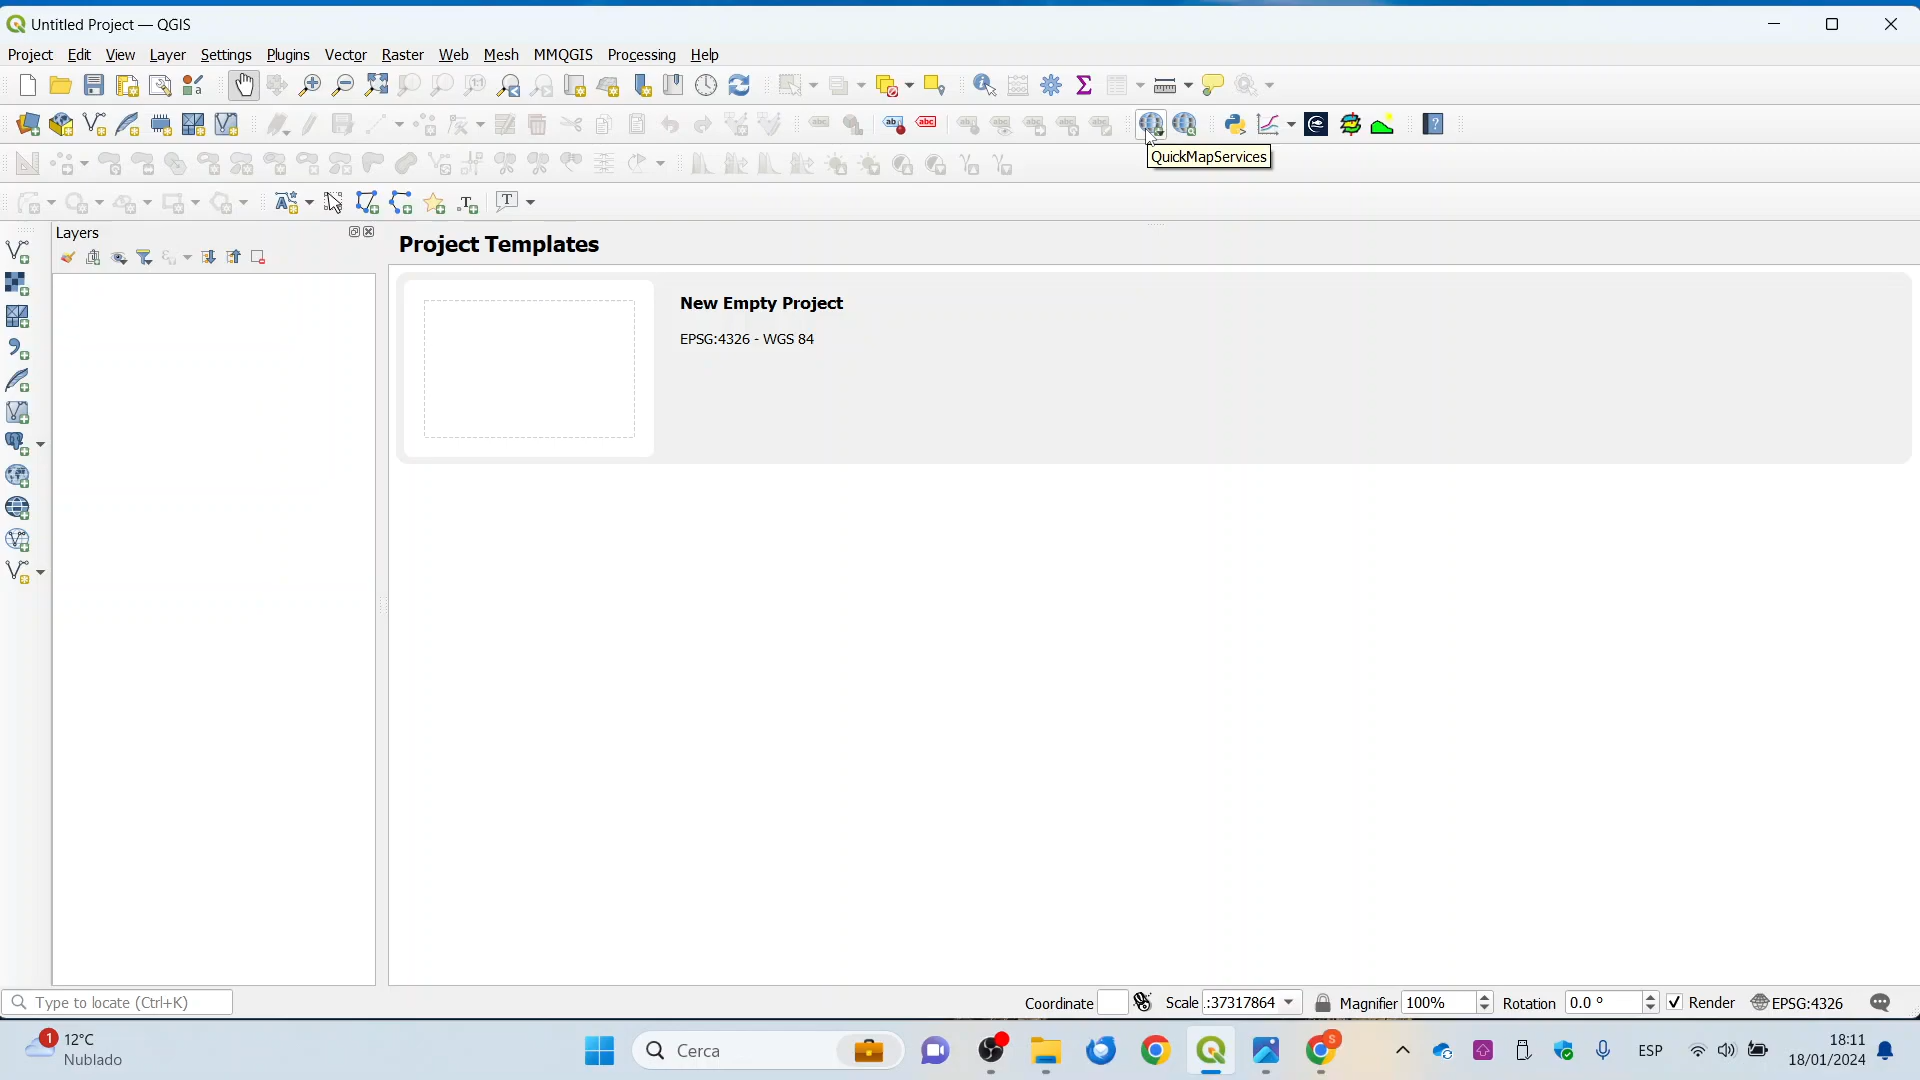 Untitled Project — QGIS
Project Edit View Layer Settings Plugins Vector Raster Web Mesh MMQGIS Processing Help
QuickMapServices
Layers
Project Templates
New Empty Project
EPSG:4326 - WGS 84
Type to locate (Ctrl+K)
Coordinate Scale :37317864 Magnifier 100% Rotation 0.0 ° Render EPSG:4326
1 12°C
Nublado
Cerca
S
ESP
18:11
18/01/2024